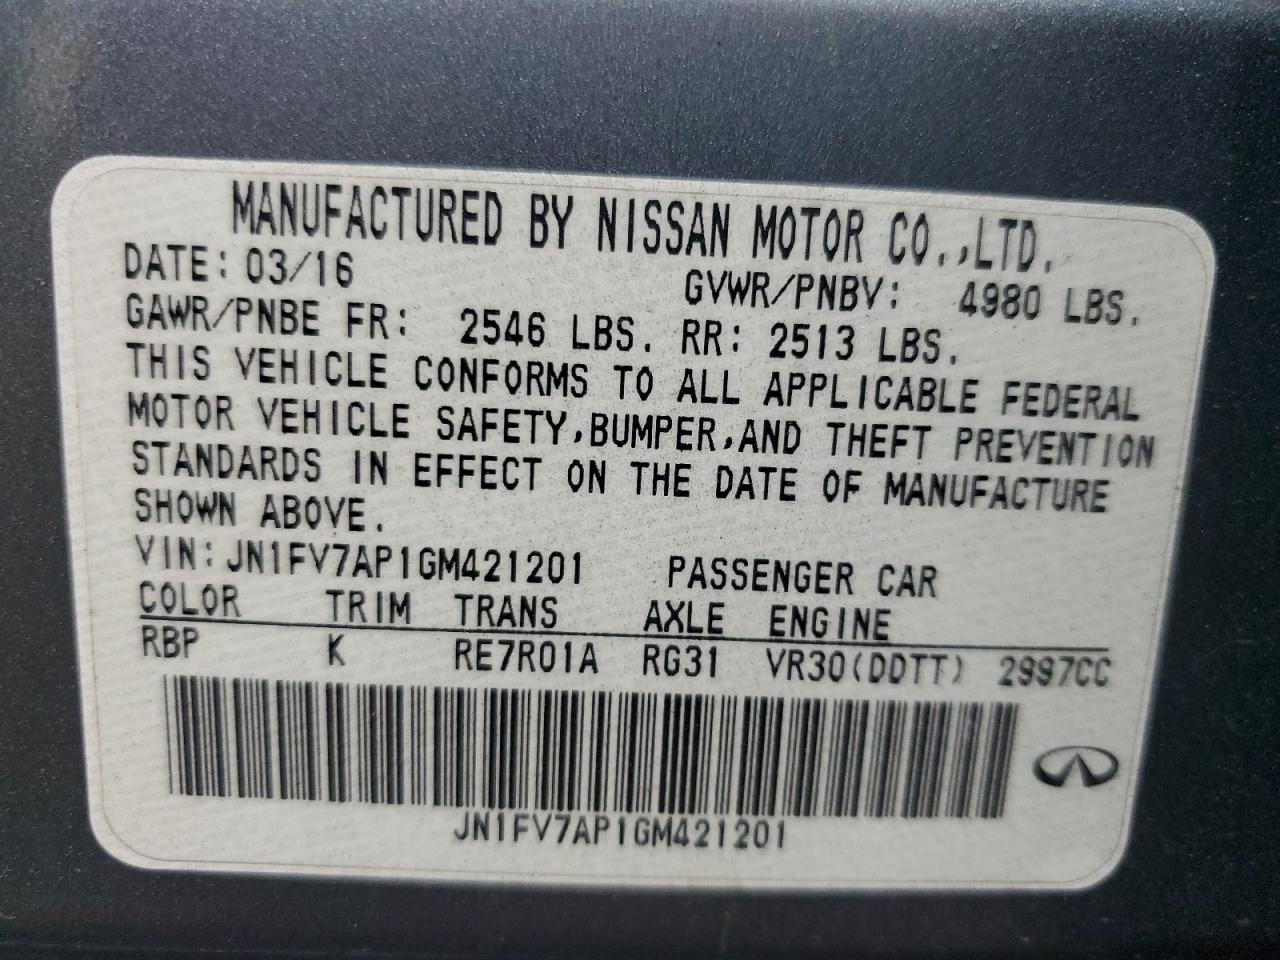 MANUFACTURED BY NISSAN MOTOR CO.,LTD.
DATE: 03/16 GVWR/PNBV: 4980 LBS.
GAWR/PNBE FR: 2546 LBS. RR: 2513 LBS.
THIS VEHICLE CONFORMS TO ALL APPLICABLE FEDERAL
MOTOR VEHICLE SAFETY,BUMPER,AND THEFT PREVENTION
STANDARDS IN EFFECT ON THE DATE OF MANUFACTURE
SHOWN ABOVE.
VIN:JN1FV7AP1GM421201 PASSENGER CAR
COLOR TRIM TRANS AXLE ENGINE
RBP K RE7R01A RG31 VR30(DDTT) 2997CC
JN1FV7AP1GM421201